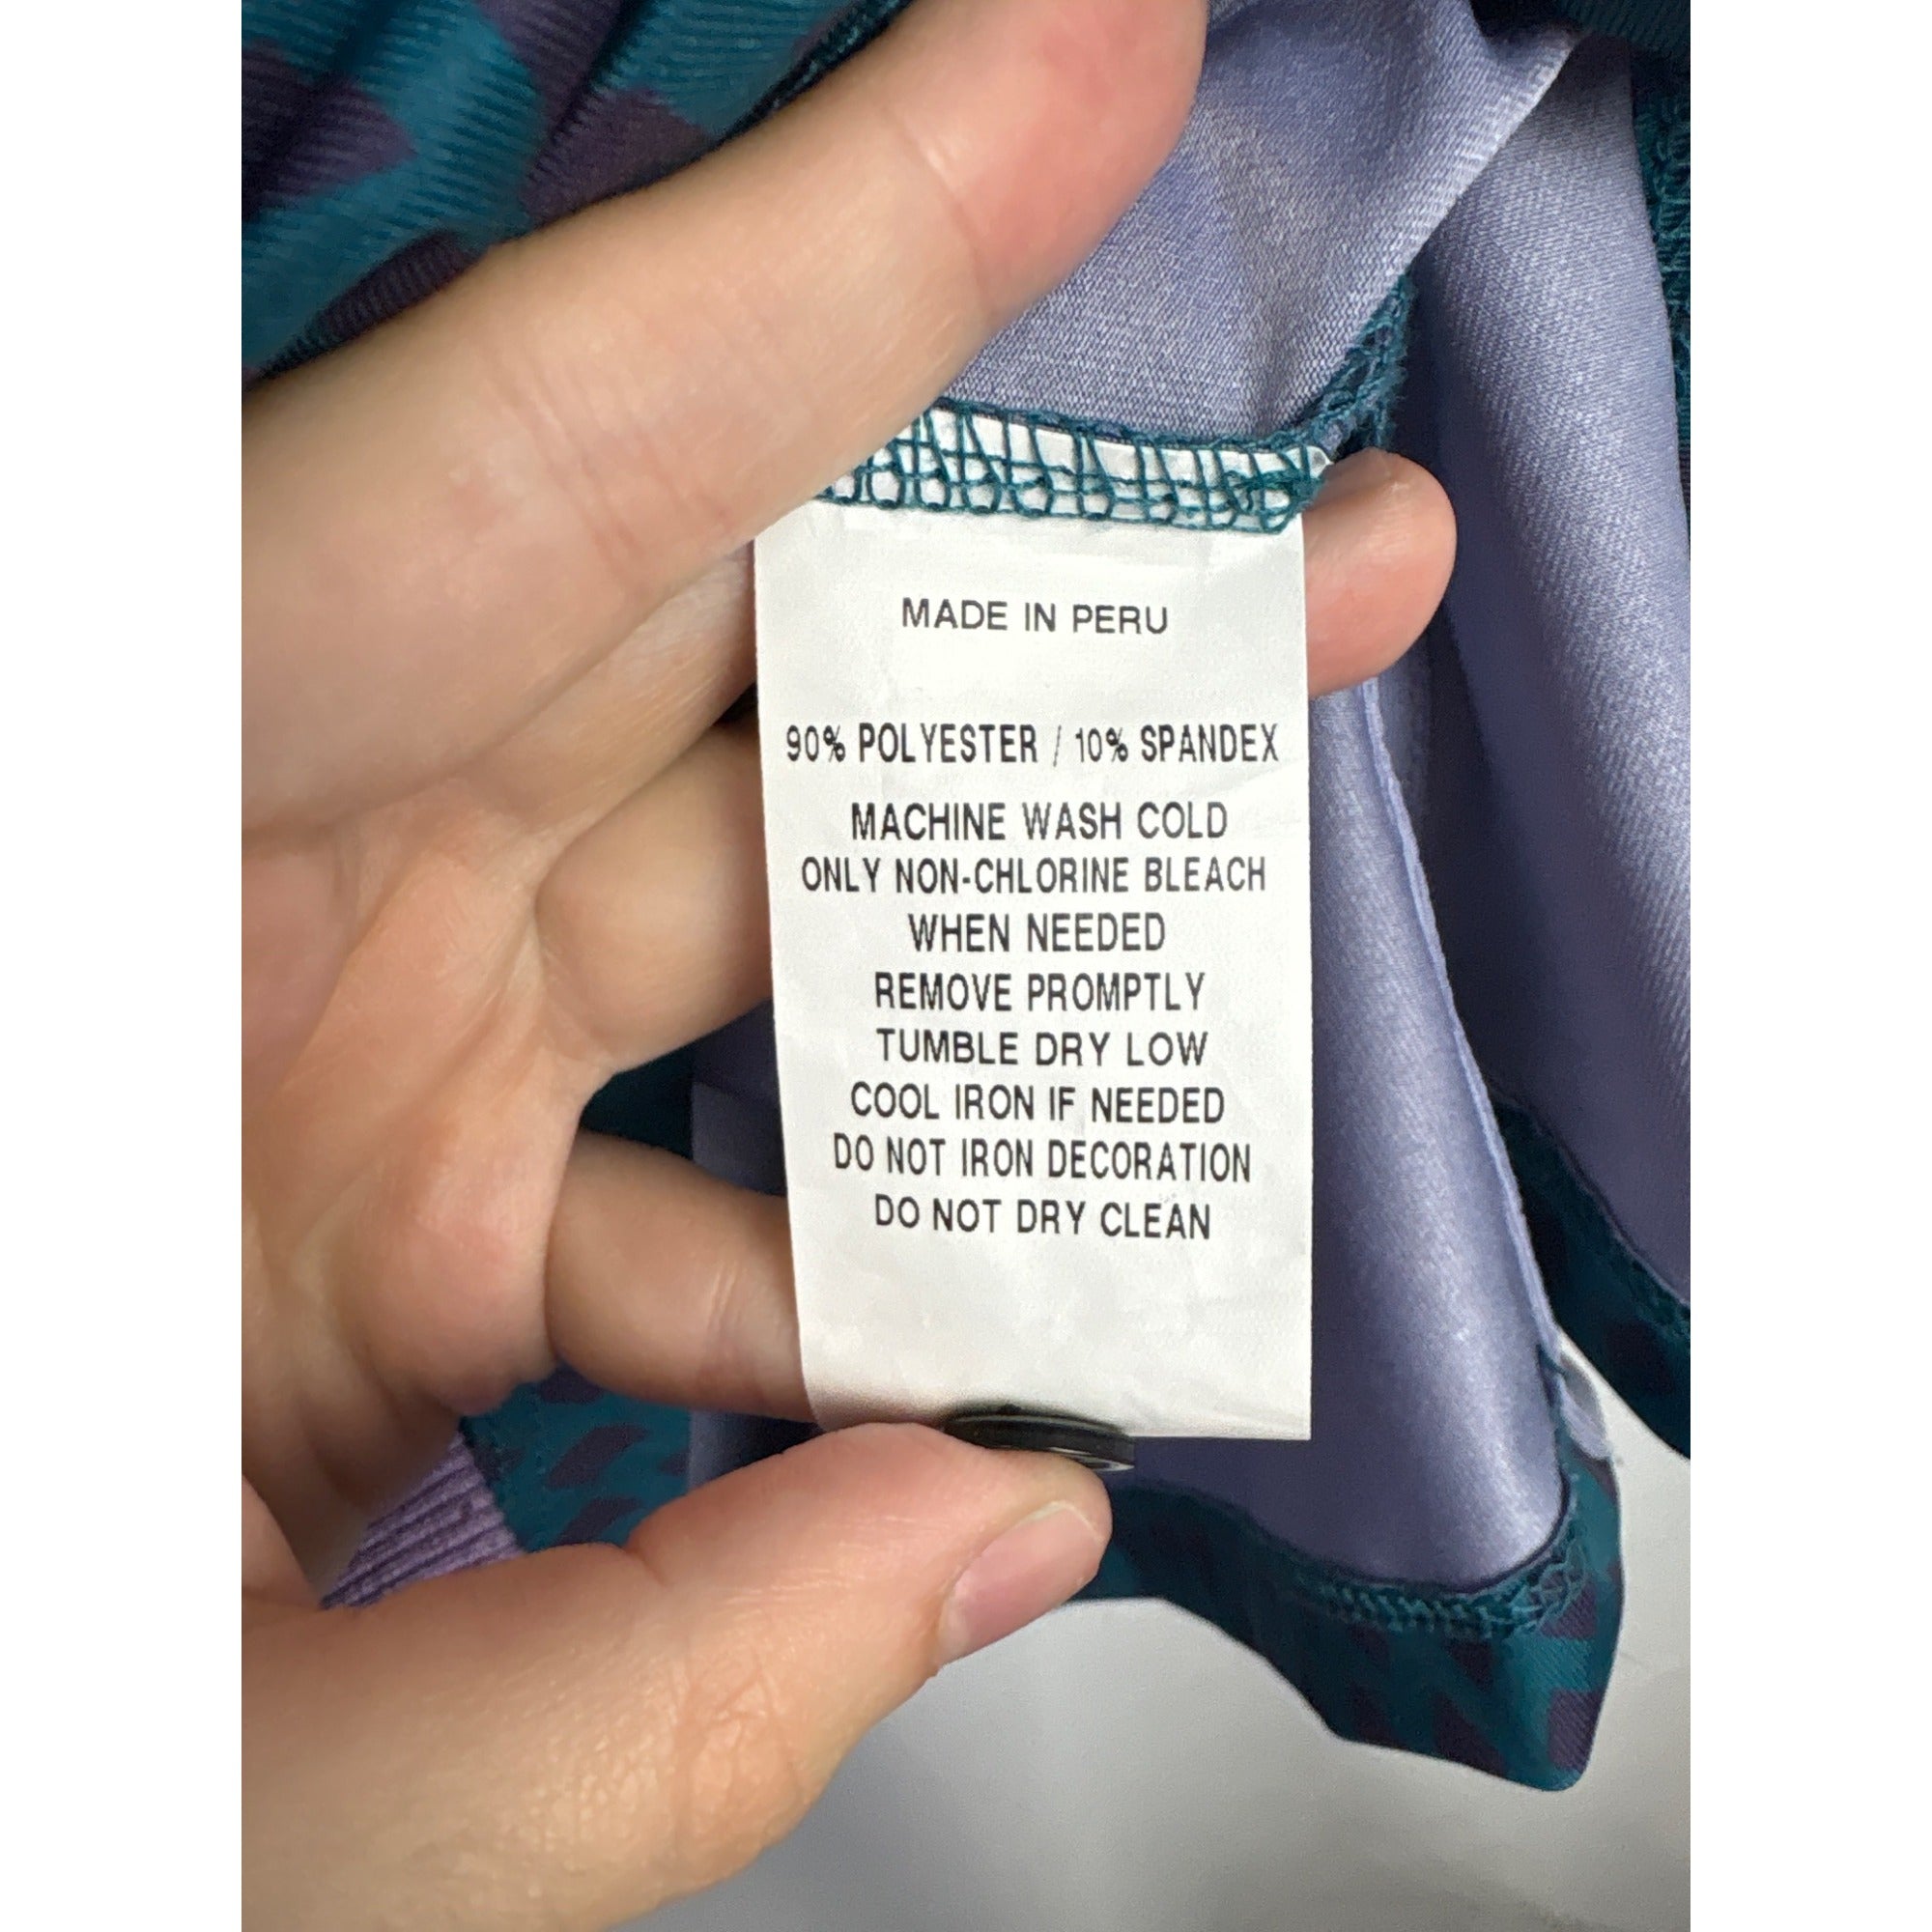 MADE IN PERU
90% POLYESTER / 10% SPANDEX
MACHINE WASH COLD
ONLY NON-CHLORINE BLEACH
WHEN NEEDED
REMOVE PROMPTLY
TUMBLE DRY LOW
COOL IRON IF NEEDED
DO NOT IRON DECORATION
DO NOT DRY CLEAN